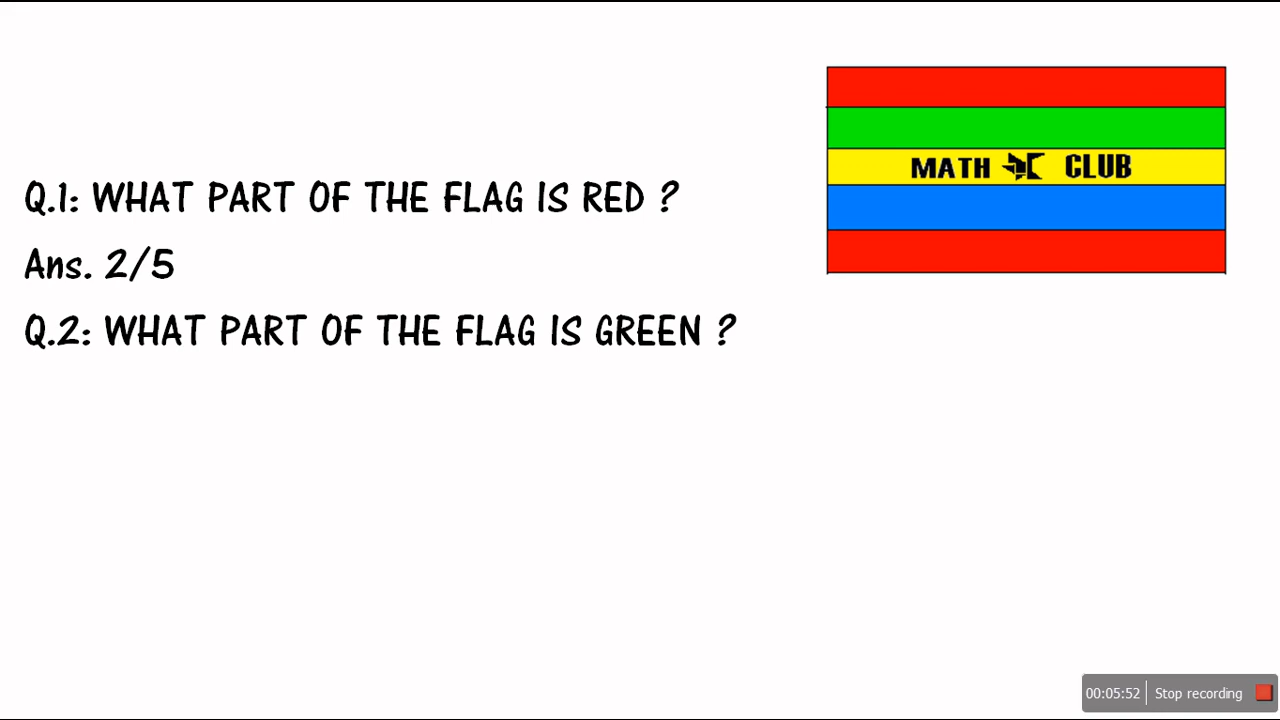 MATH CLUB
Q.1: WHAT PART OF THE FLAG IS RED ?
Ans. 2/5
Q.2: WHAT PART OF THE FLAG IS GREEN ?
00:05:52 Stop recording